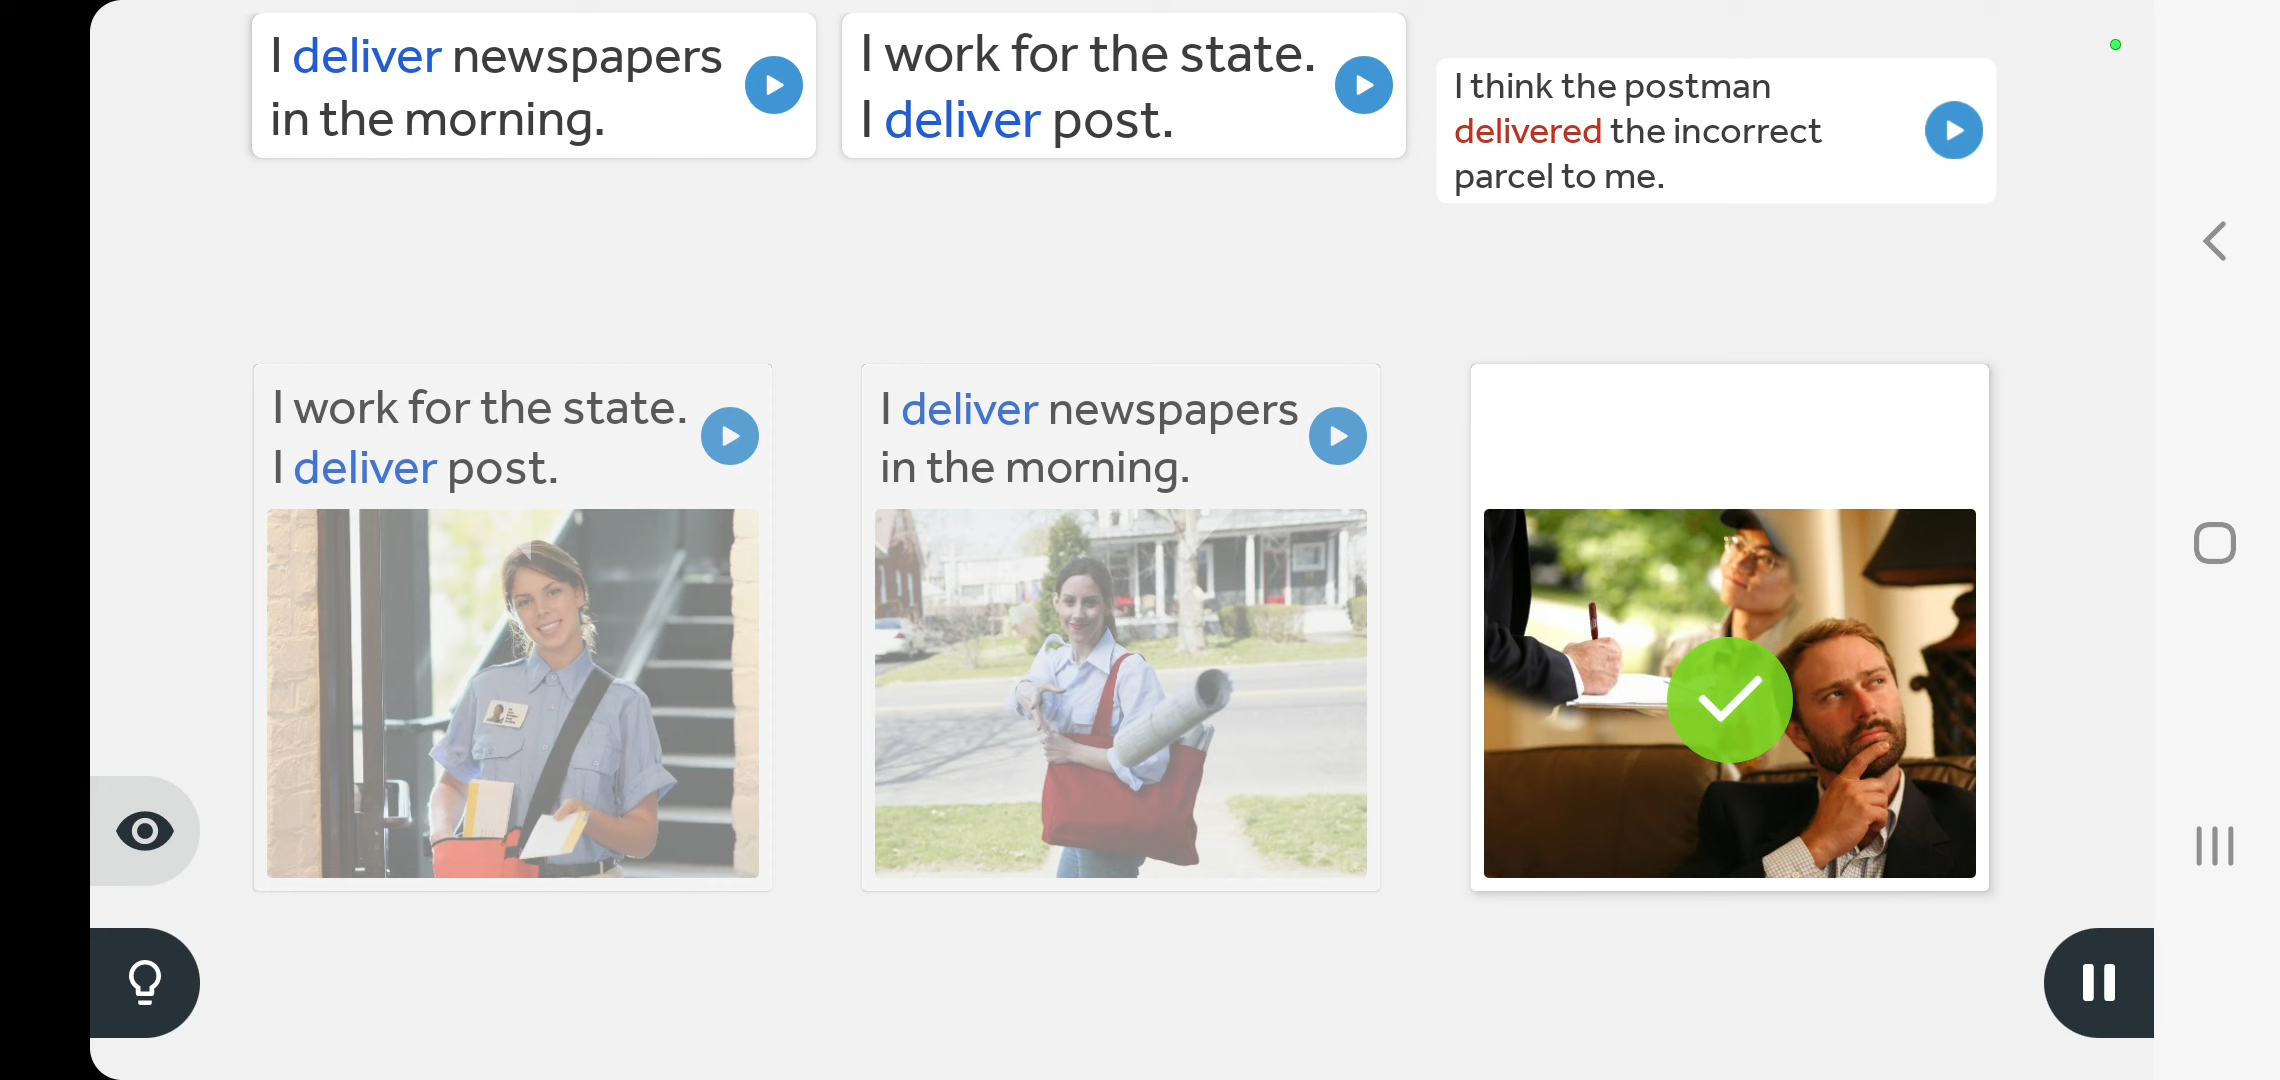 I deliver newspapers
in the morning.
I work for the state.
I deliver post.
I think the postman
delivered the incorrect
parcel to me.
I work for the state.
I deliver post.
I deliver newspapers
in the morning.